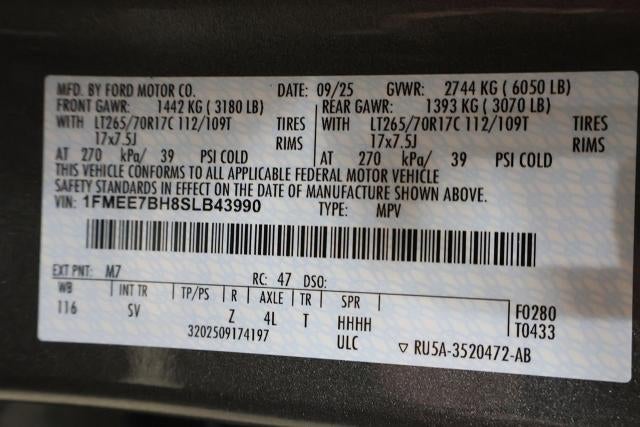 MFD. BY FORD MOTOR CO. DATE: 09/25 GVWR: 2744 KG ( 6050 LB)
FRONT GAWR: 1442 KG ( 3180 LB) REAR GAWR: 1393 KG ( 3070 LB)
WITH LT265/70R17C 112/109T TIRES WITH LT265/70R17C 112/109T TIRES
17x7.5J RIMS 17x7.5J RIMS
AT 270 kPa/ 39 PSI COLD AT 270 kPa/ 39 PSI COLD
THIS VEHICLE CONFORMS TO ALL APPLICABLE FEDERAL MOTOR VEHICLE
SAFETY STANDARDS IN EFFECT ON THE DATE OF MANUFACTURE SHOWN ABOVE.
VIN: 1FMEE7BH8SLB43990 TYPE: MPV
EXT PNT: M7 RC: 47 DSO:
WB INT TR TP/PS R AXLE TR SPR
116 SV Z 4L T HHHH
3202509174197 ULC
F0280
T0433
▽ RU5A-3520472-AB